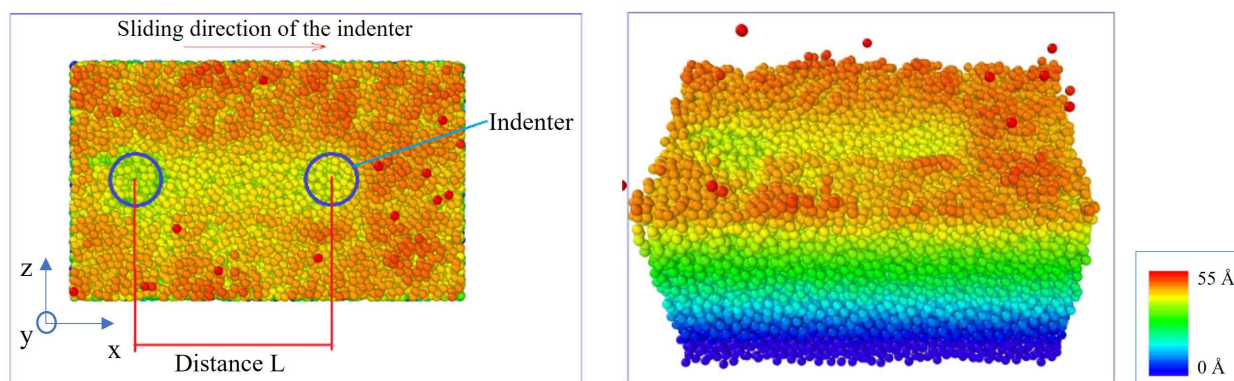 Sliding direction of the indenter
Indenter
z
y
x
Distance L
55 Å
0 Å